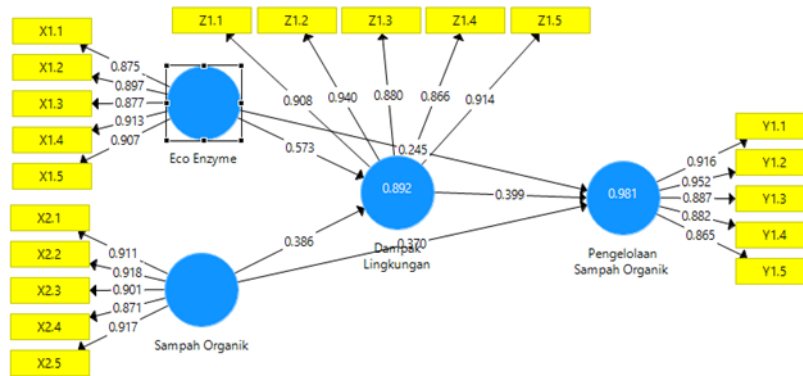 X1.1
X1.2
X1.3
X1.4
X1.5
0.875
0.897
0.877
0.913
0.907
Eco Enzyme
Z1.1
Z1.2
Z1.3
Z1.4
Z1.5
0.908
0.940
0.880
0.866
0.914
0.573
0.245
0.892
Dampak
Lingkungan
0.399
0.386
0.370
X2.1
X2.2
X2.3
X2.4
X2.5
0.911
0.918
0.901
0.871
0.917
Sampah Organik
0.981
Pengelolaan
Sampah Organik
0.916
0.952
0.887
0.882
0.865
Y1.1
Y1.2
Y1.3
Y1.4
Y1.5